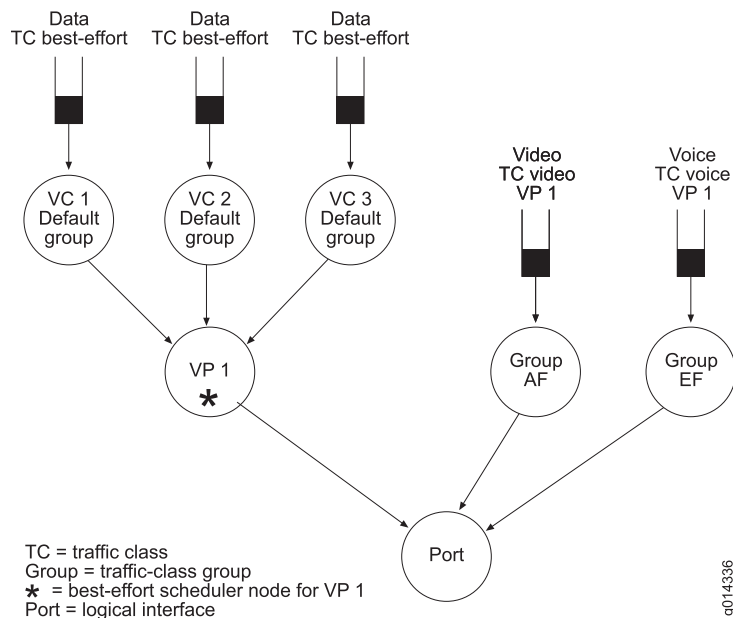 Data
TC best-effort
Data
TC best-effort
Data
TC best-effort
Video
TC video
VP 1
Voice
TC voice
VP 1
VC 1
Default
group
VC 2
Default
group
VC 3
Default
group
VP 1
*
Group
AF
Group
EF
Port
TC = traffic class
Group = traffic-class group
* = best-effort scheduler node for VP 1
Port = logical interface
g014336